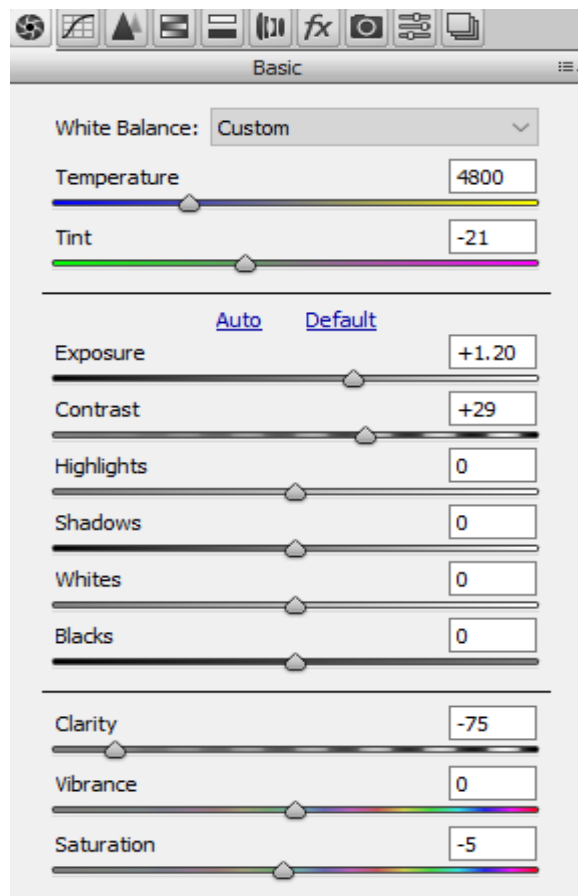 fx
Basic
White Balance: Custom
Temperature 4800
Tint -21
Auto Default
Exposure +1.20
Contrast +29
Highlights 0
Shadows 0
Whites 0
Blacks 0
Clarity -75
Vibrance 0
Saturation -5